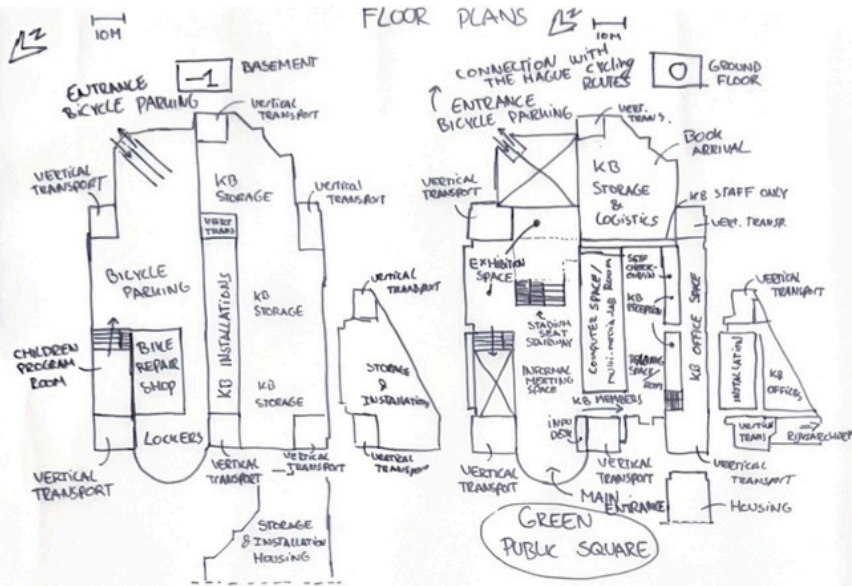 FLOOR PLANS
10M
N
-1
BASEMENT
ENTRANCE
BICYCLE PARKING
VERTICAL
TRANSPORT
VERTICAL
TRANSPORT
KB
STORAGE
VERTICAL
TRANSPORT
VERT
TRANS
BICYCLE
PARKING
KB INSTALLATIONS
KB
STORAGE
CHILDREN
PROGRAM
ROOM
BIKE
REPAIR
SHOP
KB
STORAGE
LOCKERS
VERTICAL
TRANSPORT
VERTICAL
TRANSPORT
VERTICAL
TRANSPORT
STORAGE
& INSTALLATION
HOUSING
VERTICAL
TRANSPORT
STORAGE
&
INSTALLATION
VERTICAL
TRANSPORT
N
10M
0
GROUND
FLOOR
CONNECTION WITH
THE HAGUE CYCLING
ROUTES
ENTRANCE
BICYCLE PARKING
VERT.
TRANS.
BOOK
ARRIVAL
KB
STORAGE
&
LOGISTICS
KB STAFF ONLY
VERTICAL
TRANSPORT
VERT. TRANSP.
EXHIBITION
SPACE
COMPUTER SPACE/
multi-media lab ROOM
SELF
CHECK-
KB
RECEPTION
KB OFFICE SPACE
STADIUM
SEAT
STAIRWAY
READING
SPACE/
ROOM
INFORMAL
MEETING
SPACE
KB MEMBERS
INFO
DESK
VERTICAL
TRANSPORT
VERTICAL
TRANSPORT
VERTICAL
TRANSPORT
MAIN
ENTRANCE
HOUSING
GREEN
PUBLIC SQUARE
VERTICAL
TRANSPORT
INSTALLATION
KB
OFFICES
VERTICAL
TRANS